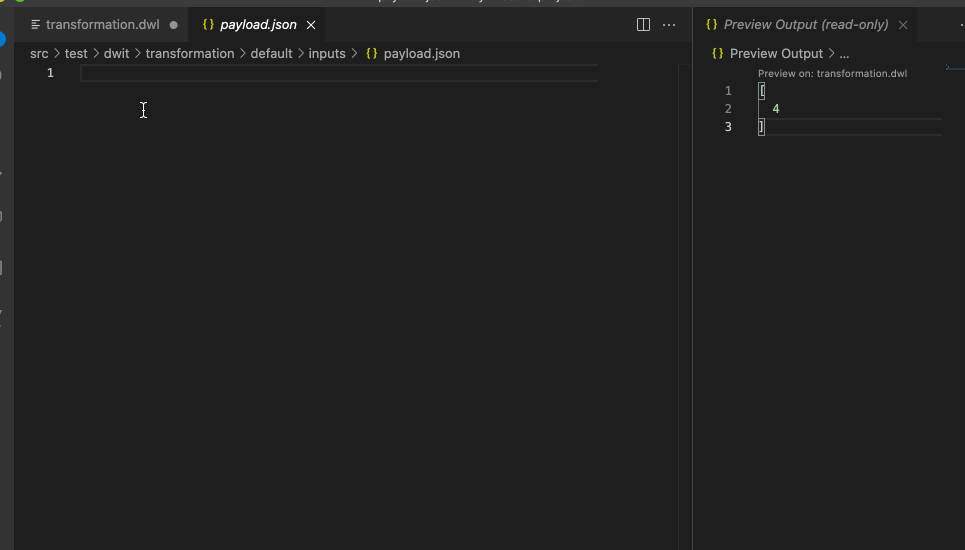 transformation.dwl
{} payload.json
{} Preview Output (read-only)
src > test > dwit > transformation > default > inputs > {} payload.json
{} Preview Output > ...
Preview on: transformation.dwl
1
1 [
2 4
3 ]